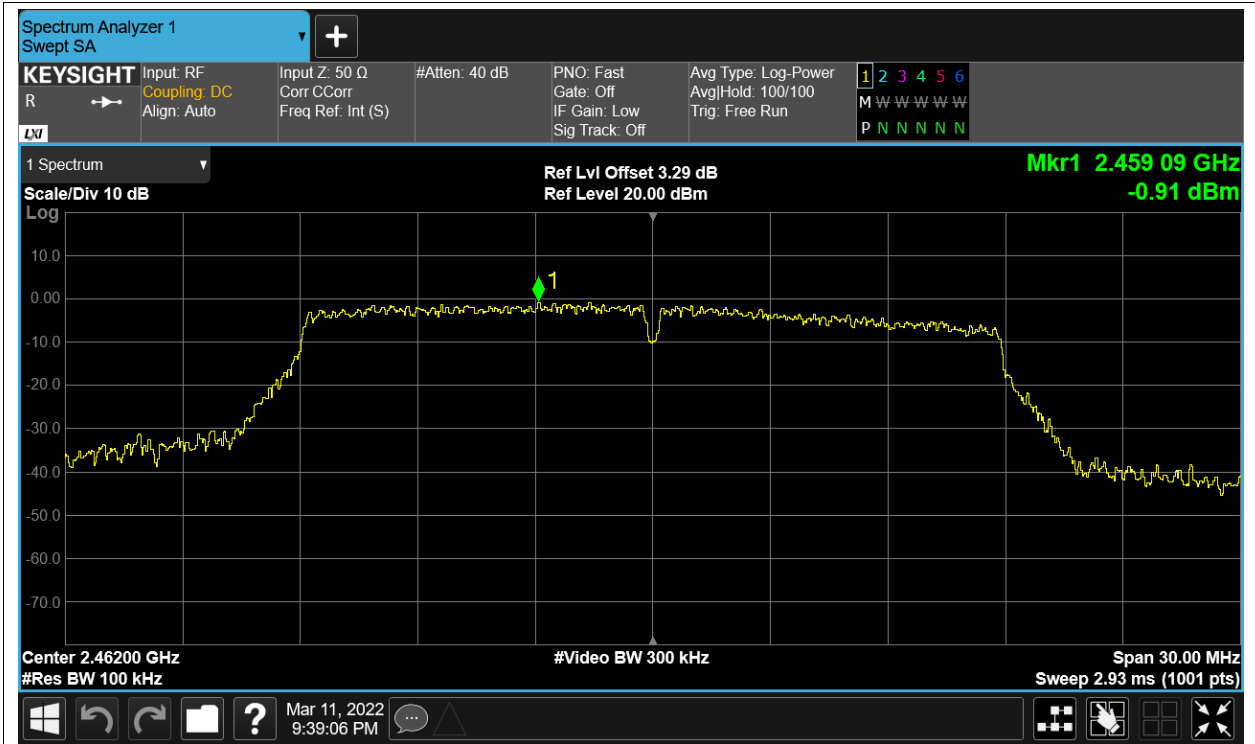 Spectrum Analyzer 1
Swept SA
KEYSIGHT
R
LXI
Input: RF
Coupling: DC
Align: Auto
Input Z: 50 Ω
Corr CCorr
Freq Ref: Int (S)
#Atten: 40 dB
PNO: Fast
Gate: Off
IF Gain: Low
Sig Track: Off
Avg Type: Log-Power
Avg|Hold: 100/100
Trig: Free Run
1 2 3 4 5 6
M W W W W W
P N N N N N
1 Spectrum
Scale/Div 10 dB
Log
Ref Lvl Offset 3.29 dB
Ref Level 20.00 dBm
Mkr1 2.459 09 GHz
-0.91 dBm
10.0
0.00
-10.0
-20.0
-30.0
-40.0
-50.0
-60.0
-70.0
1
Center 2.46200 GHz
#Res BW 100 kHz
#Video BW 300 kHz
Span 30.00 MHz
Sweep 2.93 ms (1001 pts)
?
Mar 11, 2022
9:39:06 PM